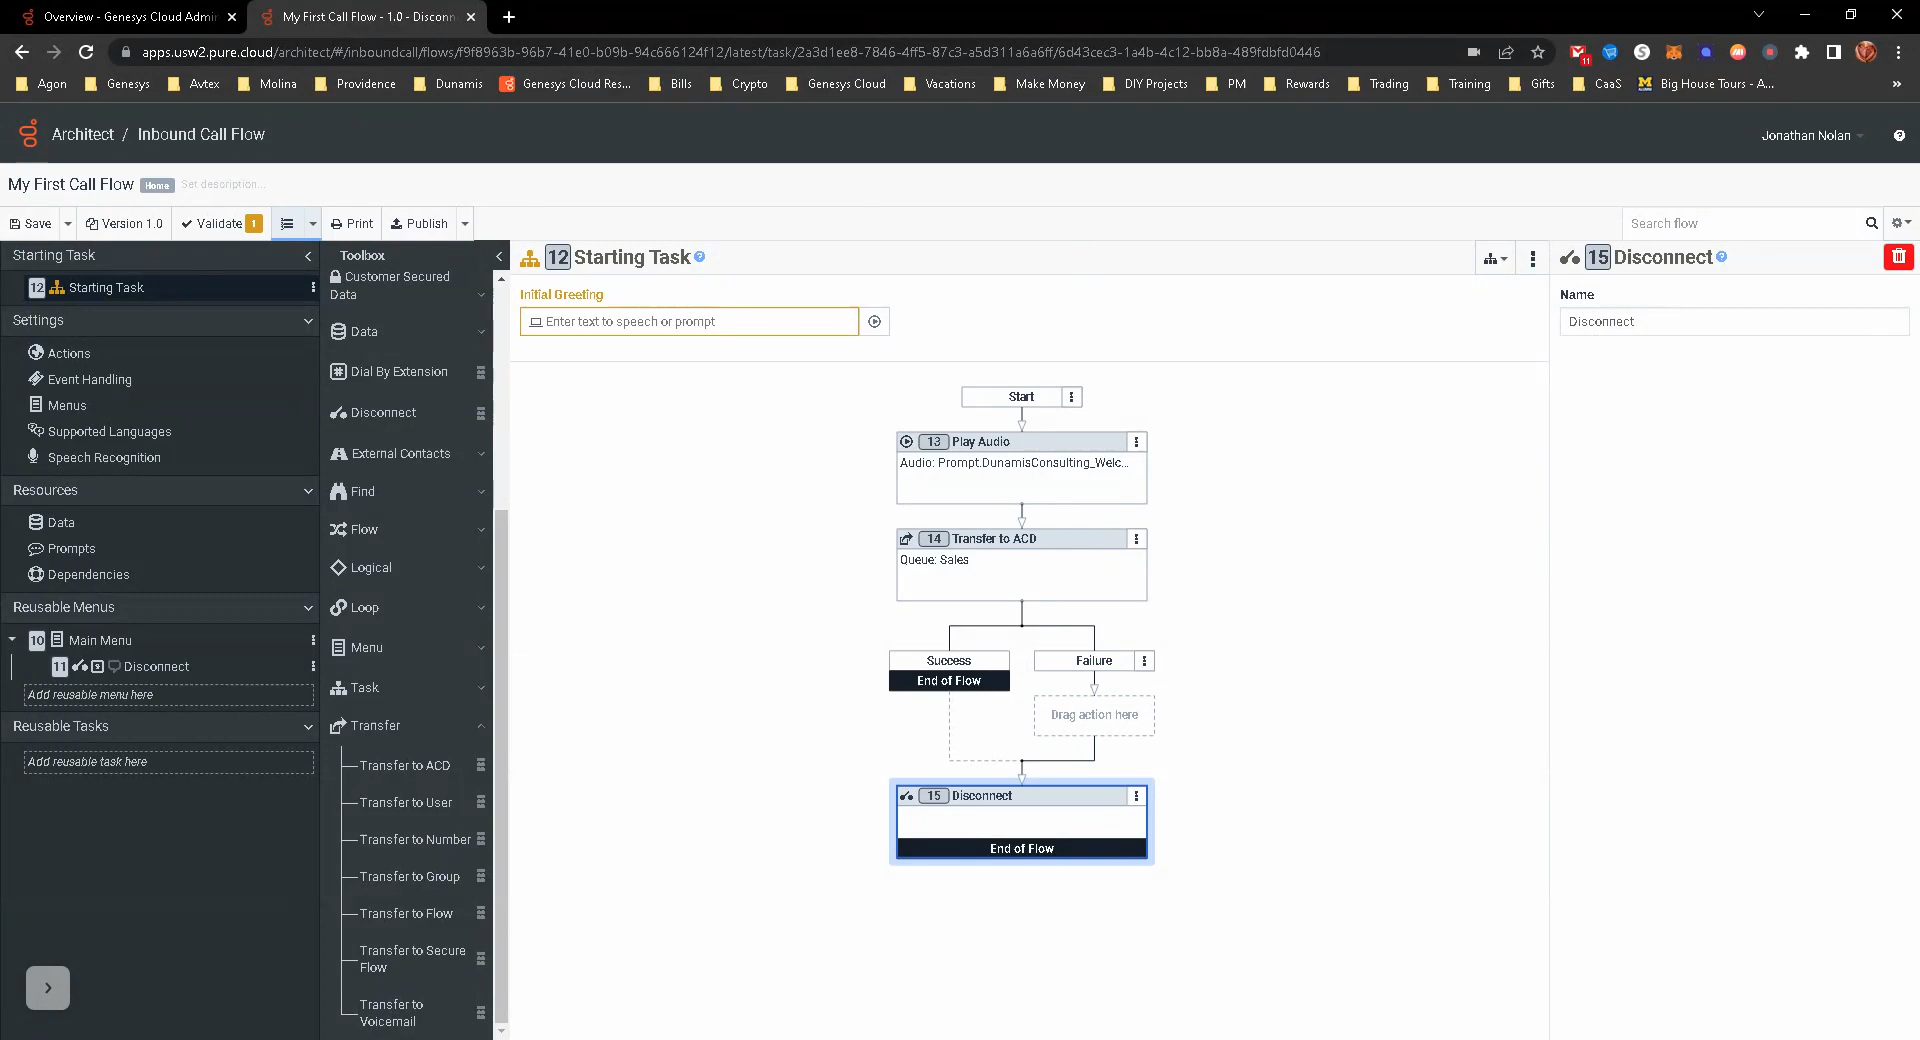 Overview - Genesys Cloud Admin
My First Call Flow - 1.0 - Disconn
apps.usw2.pure.cloud/architect/#/inboundcall/flows/f9f8963b-96b7-41e0-b09b-94c666124f12/latest/task/2a3d1ee8-7846-4ff5-87c3-a5d311a6a6ff/6d43cec3-1a4b-4c12-bb8a-489fdbfd0446
11
Agon
Genesys
Avtex
Molina
Providence
Dunamis
Genesys Cloud Res...
Bills
Crypto
Genesys Cloud
Vacations
Make Money
DIY Projects
PM
Rewards
Trading
Training
Gifts
CaaS
Big House Tours - A...
Architect / Inbound Call Flow
Jonathan Nolan
My First Call Flow Home Set description...
Save
Version 1.0
Validate 1
Print
Publish
Search flow
Starting Task
12 Starting Task
Settings
Actions
Event Handling
Menus
Supported Languages
Speech Recognition
Resources
Data
Prompts
Dependencies
Reusable Menus
10 Main Menu
11 9 Disconnect
Add reusable menu here
Reusable Tasks
Add reusable task here
Toolbox
Customer Secured
Data
Data
Dial By Extension
Disconnect
External Contacts
Find
Flow
Logical
Loop
Menu
Task
Transfer
Transfer to ACD
Transfer to User
Transfer to Number
Transfer to Group
Transfer to Flow
Transfer to Secure
Flow
Transfer to
Voicemail
12 Starting Task
Initial Greeting
Enter text to speech or prompt
Start
13 Play Audio
Audio: Prompt.DunamisConsulting_Welc...
14 Transfer to ACD
Queue: Sales
Success
End of Flow
Failure
Drag action here
15 Disconnect
End of Flow
15 Disconnect
Name
Disconnect